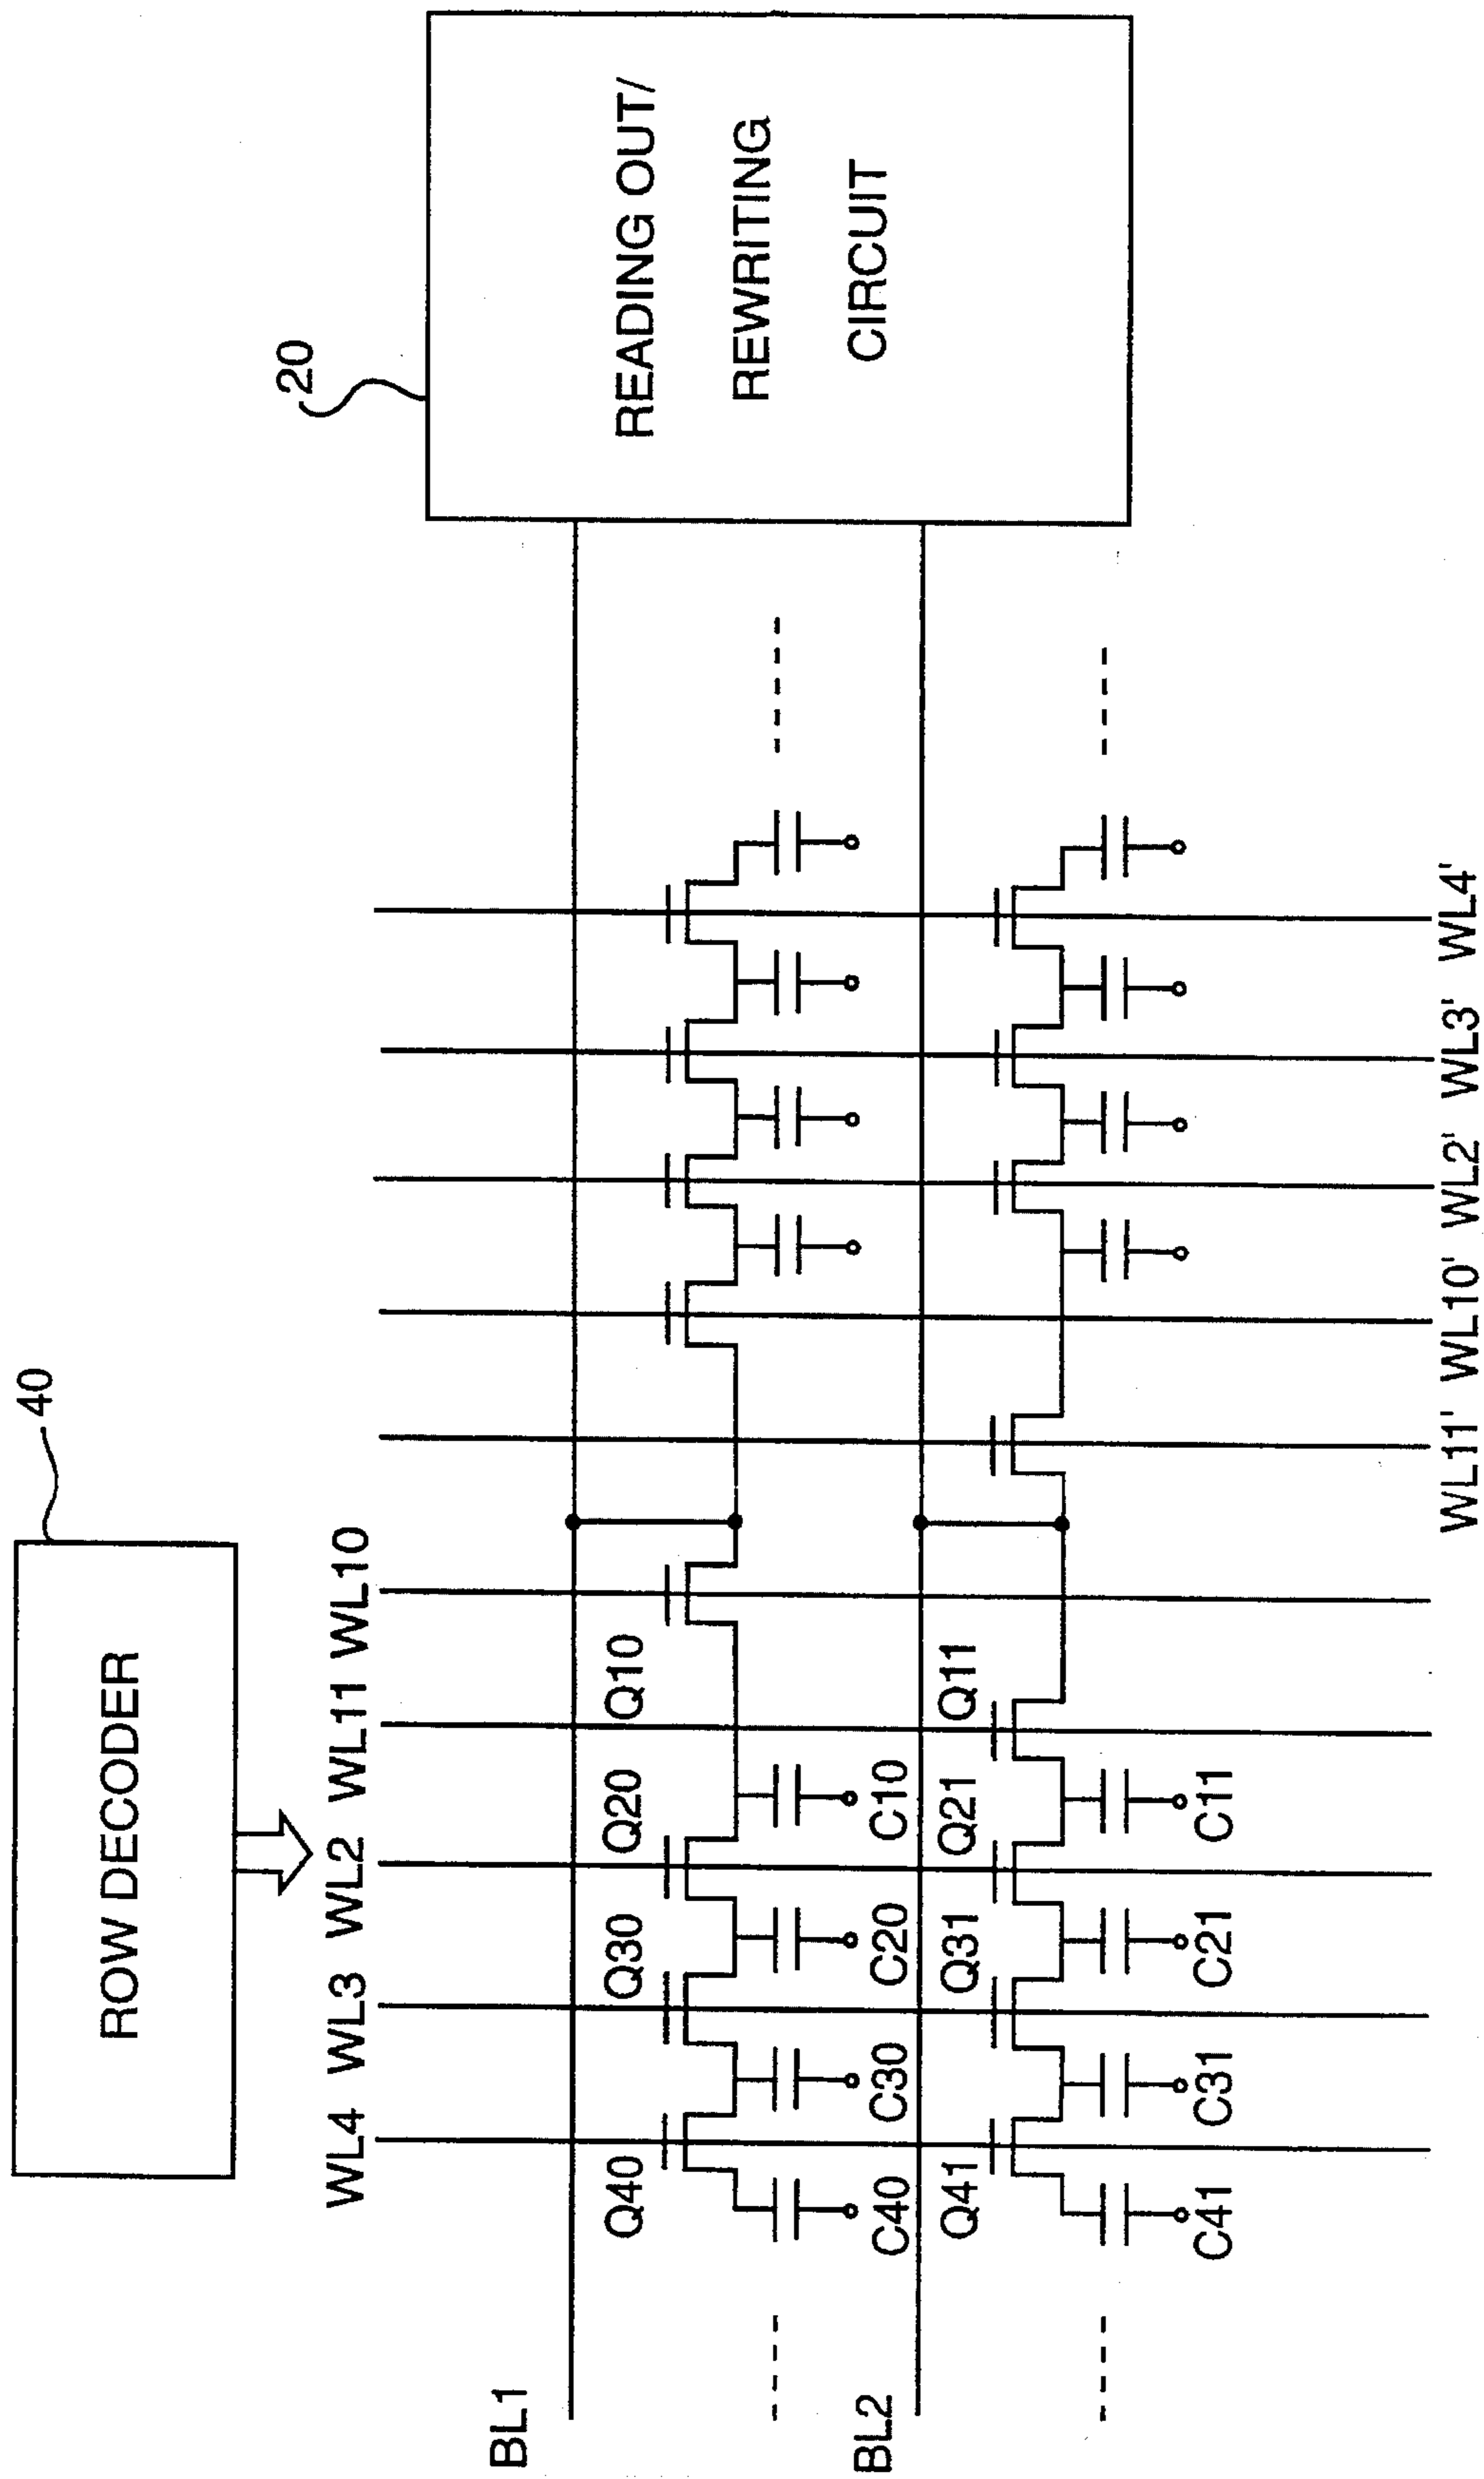 ROW DECODER
40
20
READING OUT/
REWRITING
CIRCUIT
WL4 WL3 WL2 WL11 WL10
BL1
Q40 Q30 Q20 Q10
C40 C30 C20 C10
BL2
Q41 Q31 Q21 Q11
C41 C31 C21 C11
WL11' WL10' WL2' WL3' WL4'